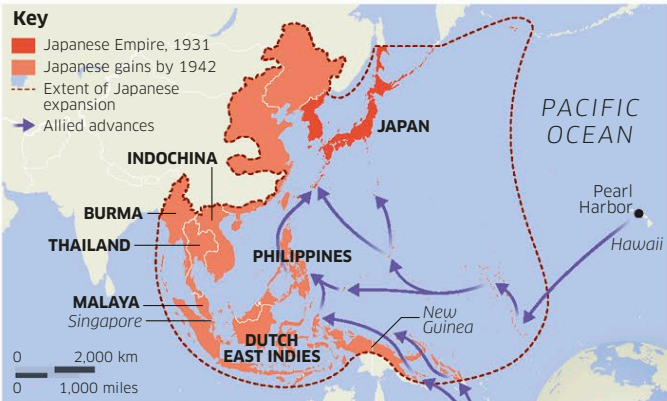 Key
Japanese Empire, 1931
Japanese gains by 1942
Extent of Japanese
expansion
Allied advances
PACIFIC
OCEAN
JAPAN
INDOCHINA
Pearl
Harbor
Hawaii
BURMA
THAILAND
PHILIPPINES
MALAYA
Singapore
New
Guinea
DUTCH
EAST INDIES
0 2,000 km
0 1,000 miles